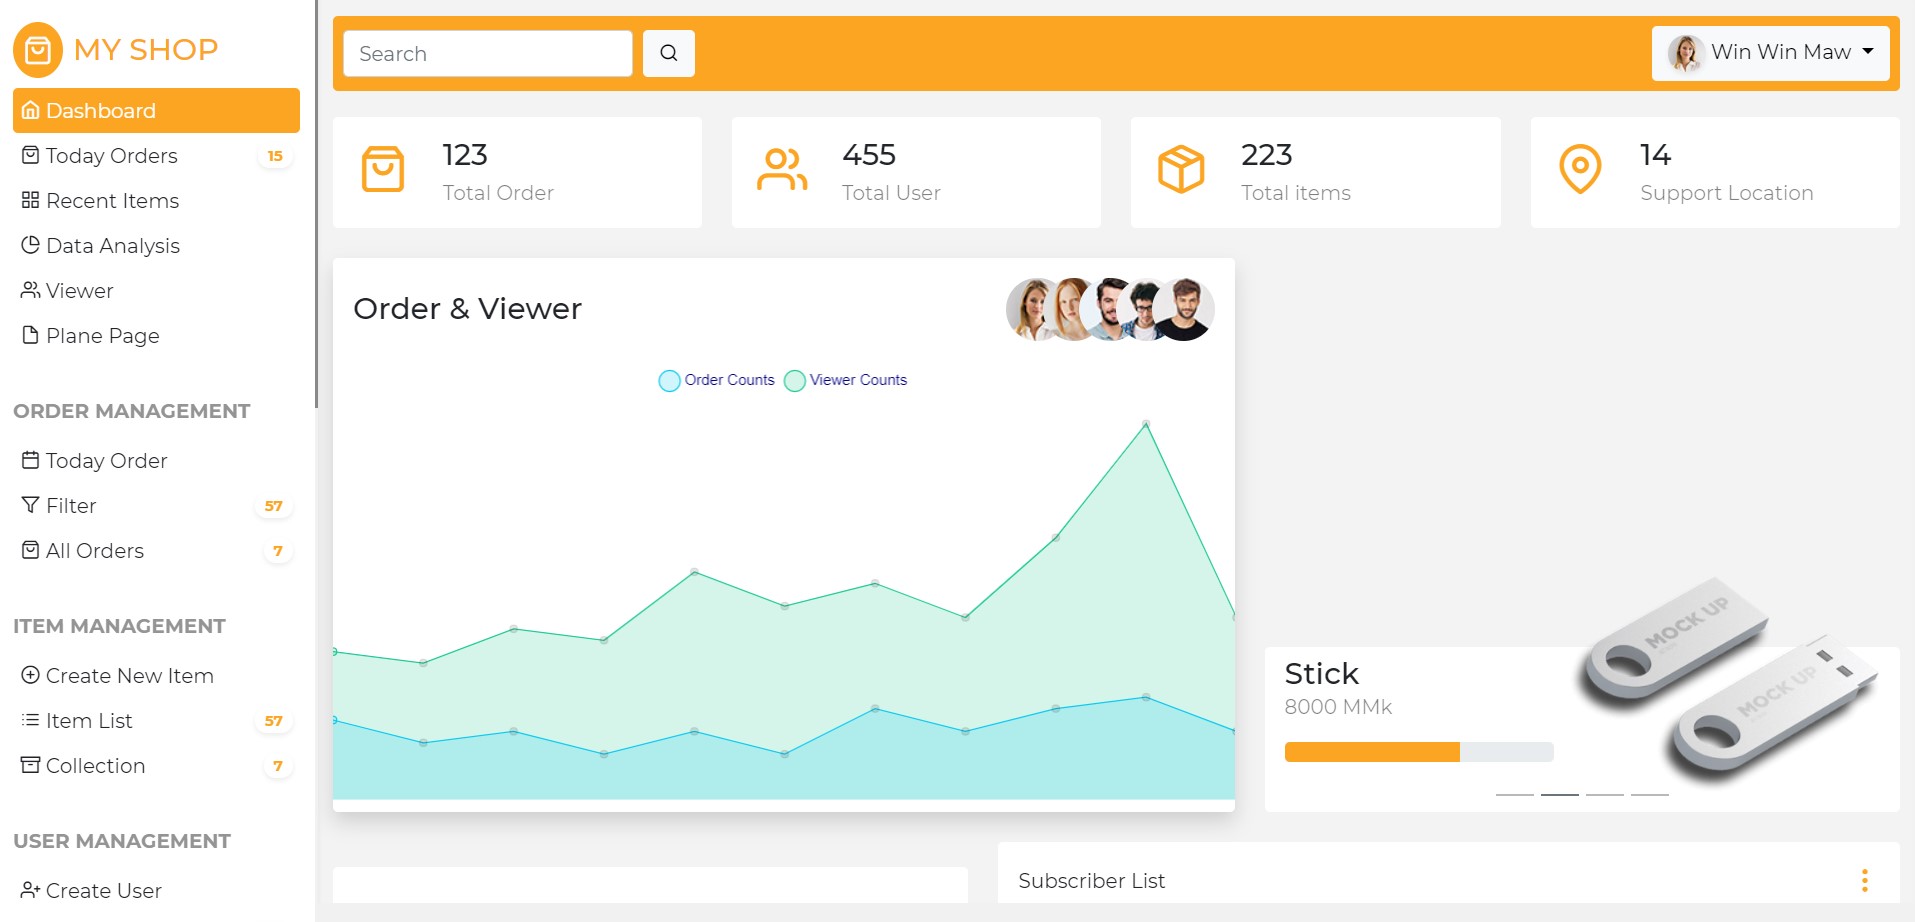 MY SHOP
Dashboard
Today Orders 15
Recent Items
Data Analysis
Viewer
Plane Page
ORDER MANAGEMENT
Today Order
Filter 57
All Orders 7
ITEM MANAGEMENT
Create New Item
Item List 57
Collection 7
USER MANAGEMENT
Create User
Search
Win Win Maw
123
Total Order
455
Total User
223
Total items
14
Support Location
Order & Viewer
Order Counts Viewer Counts
Stick
8000 MMk
MOCK UP
MOCK UP
Subscriber List